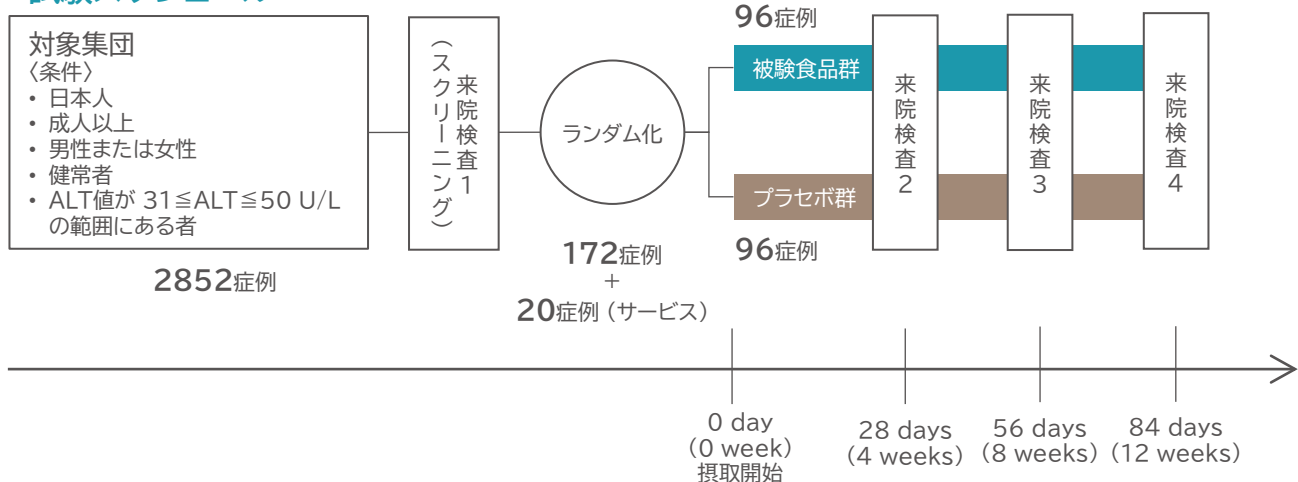 対象集団
〈条件〉
• 日本人
• 成人以上
• 男性または女性
• 健常者
• ALT値が 31≦ALT≦50 U/L
の範囲にある者
2852症例
来院検査1
(スクリーニング)
ランダム化
172症例
+
20症例 (サービス)
96症例
被験食品群
プラセボ群
96症例
来院検査2
来院検査3
来院検査4
0 day
(0 week)
摂取開始
28 days
(4 weeks)
56 days
(8 weeks)
84 days
(12 weeks)